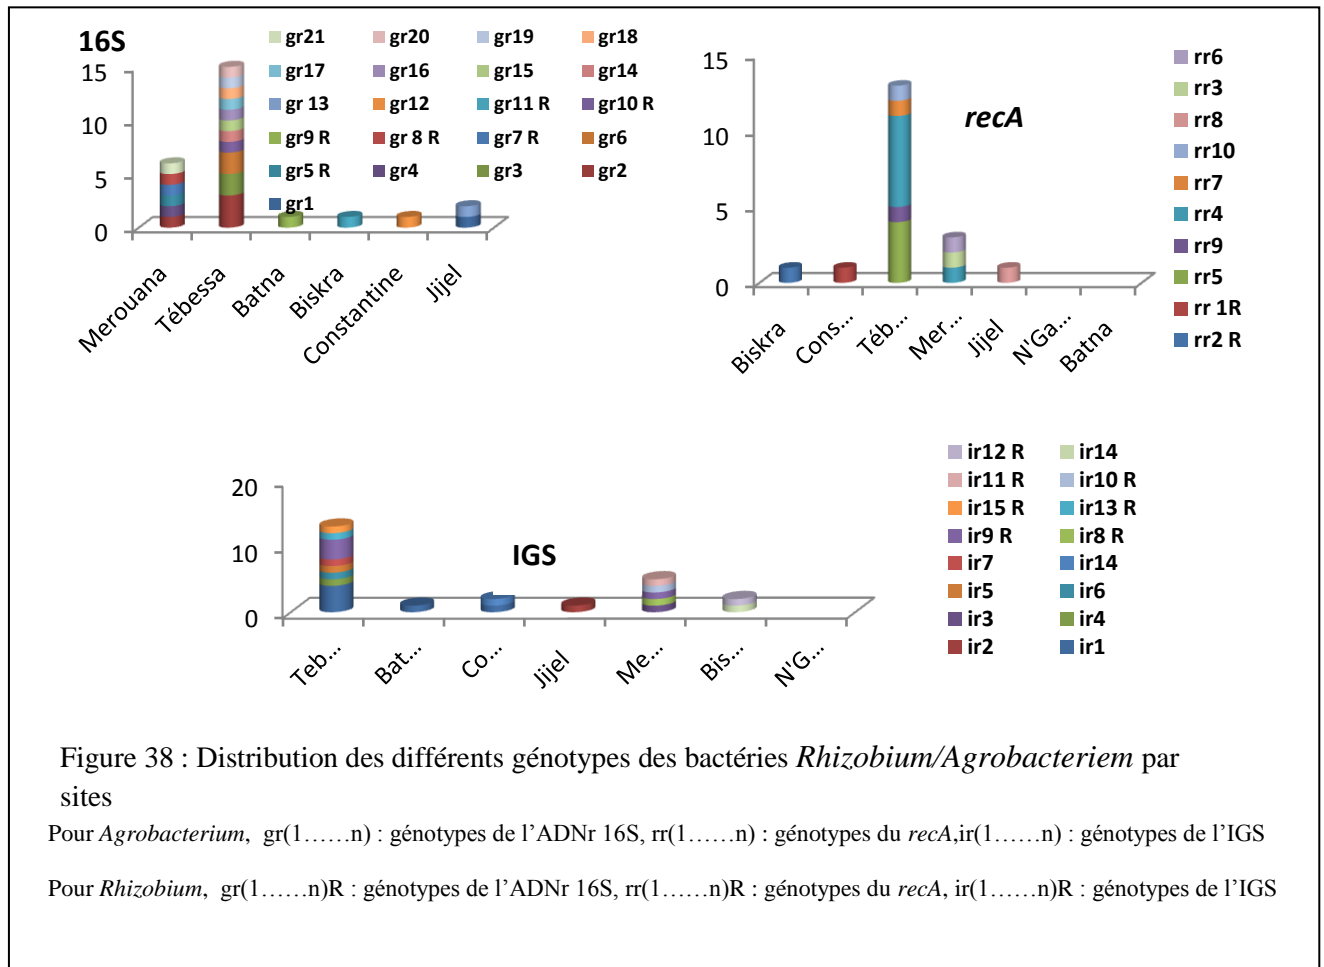 16S
gr21 gr20 gr19 gr18
gr17 gr16 gr15 gr14
gr 13 gr12 gr11 R gr10 R
gr9 R gr 8 R gr7 R gr6
gr5 R gr4 gr3 gr2
gr1
15
10
5
0
Merouana
Tébessa
Batna
Biskra
Constantine
Jijel
recA
15
10
5
0
Biskra
Cons...
Téb...
Mer...
Jijel
N'Ga...
Batna
rr6
rr3
rr8
rr10
rr7
rr4
rr9
rr5
rr 1R
rr2 R
IGS
20
10
0
Teb...
Bat...
Co...
Jijel
Me...
Bis...
N'G...
ir12 R ir14
ir11 R ir10 R
ir15 R ir13 R
ir9 R ir8 R
ir7 ir14
ir5 ir6
ir3 ir4
ir2 ir1
Figure 38 : Distribution des différents génotypes des bactéries Rhizobium/Agrobacteriem par
sites
Pour Agrobacterium, gr(1……n) : génotypes de l’ADNr 16S, rr(1……n) : génotypes du recA,ir(1……n) : génotypes de l’IGS
Pour Rhizobium, gr(1……n)R : génotypes de l’ADNr 16S, rr(1……n)R : génotypes du recA, ir(1……n)R : génotypes de l’IGS